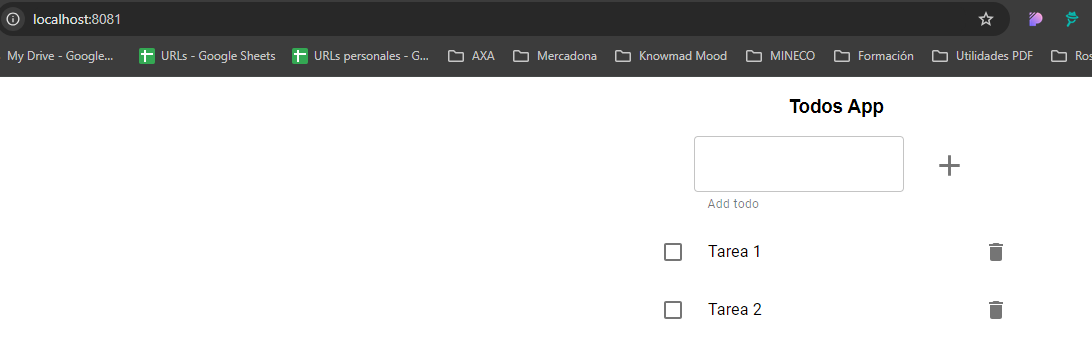 localhost:8081
My Drive - Google... URLs - Google Sheets URLs personales - G... AXA Mercadona Knowmad Mood MINECO Formación Utilidades PDF Ros
Todos App
Add todo
Tarea 1
Tarea 2